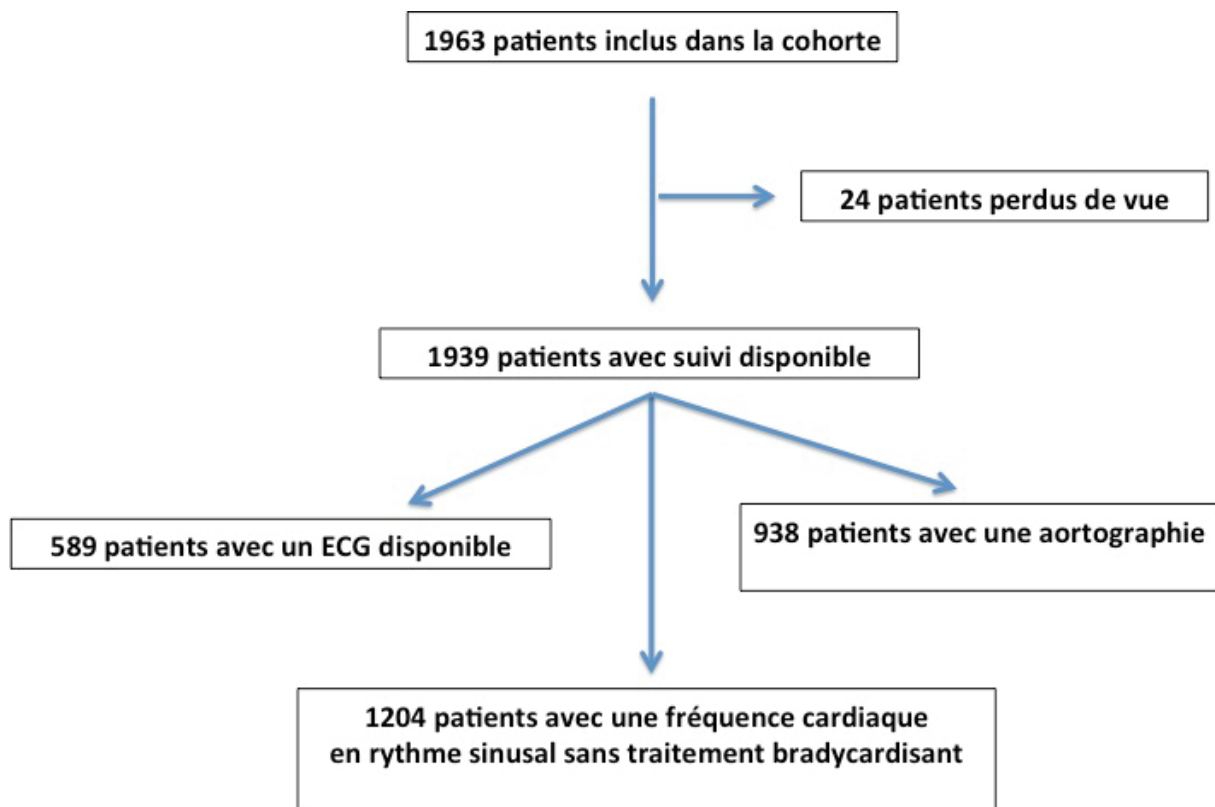 1963 patients inclus dans la cohorte
24 patients perdus de vue
1939 patients avec suivi disponible
589 patients avec un ECG disponible
938 patients avec une aortographie
1204 patients avec une fréquence cardiaque
en rythme sinusal sans traitement bradycardisant